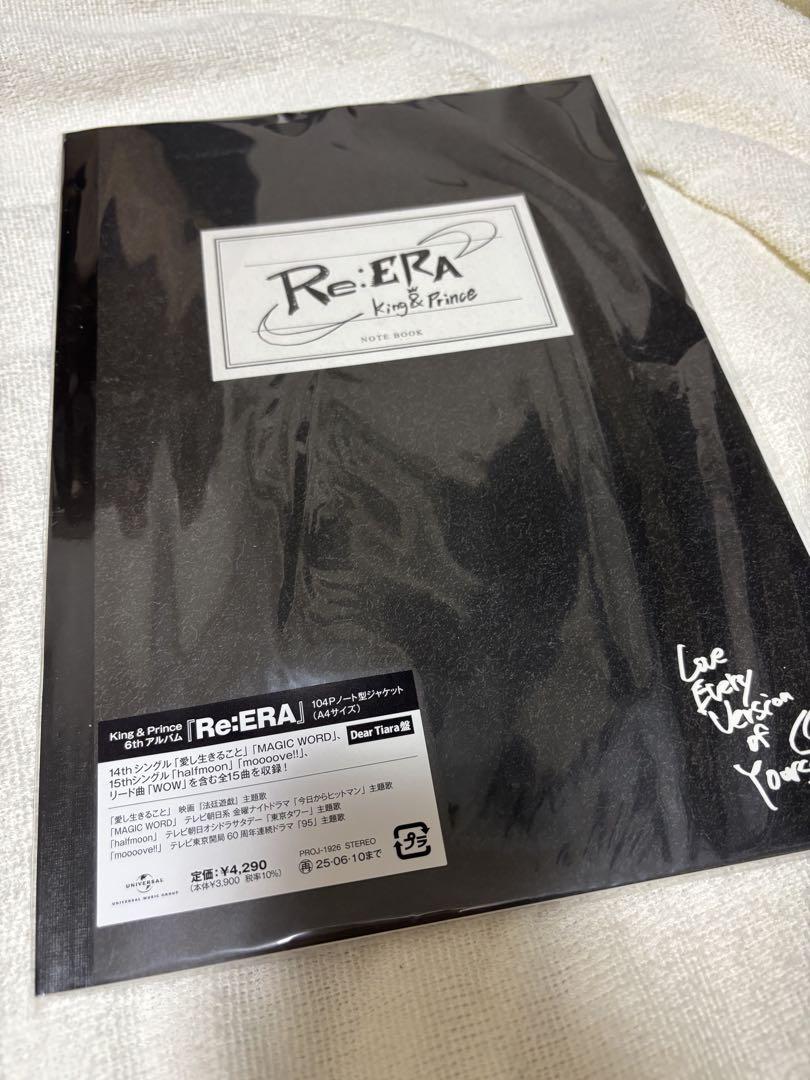 Re:ERA
King & Prince
NOTE BOOK
King & Prince
6th アルバム『Re:ERA』
104Pノート型ジャケット
(A4サイズ)
14th シングル「愛し生きること」「MAGIC WORD」、
15thシングル「halfmoon」「moooove!!」、
リード曲「WOW」を含む全15曲を収録!
Dear Tiara盤
「愛し生きること」 映画『法廷遊戯』主題歌
「MAGIC WORD」 テレビ朝日系 金曜ナイトドラマ「今日からヒットマン」主題歌
「halfmoon」 テレビ朝日オシドラサタデー「東京タワー」主題歌
「moooove!!」 テレビ東京開局60周年連続ドラマ「95」主題歌
UNIVERSAL
UNIVERSAL MUSIC GROUP
定価:¥4,290
(本体¥3,900 税率10%)
PROJ-1926 STEREO
再 25・06・10まで
プラ
Love
Every
Version
of